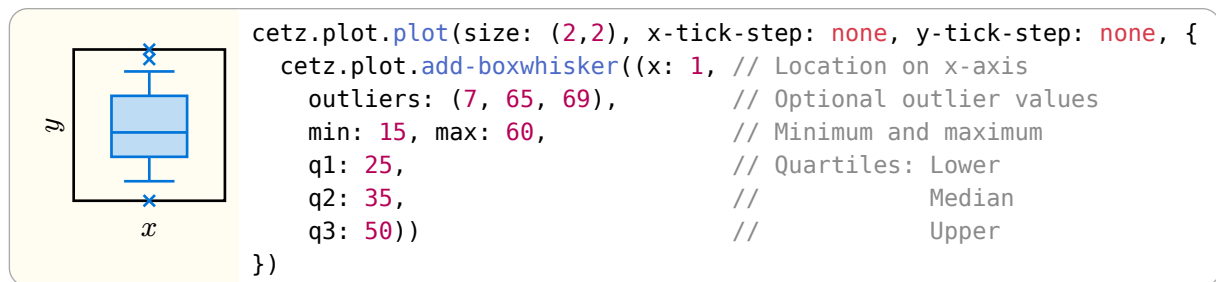 y
x
cetz.plot.plot(size: (2,2), x-tick-step: none, y-tick-step: none, {
  cetz.plot.add-boxwhisker((x: 1, // Location on x-axis
    outliers: (7, 65, 69),        // Optional outlier values
    min: 15, max: 60,             // Minimum and maximum
    q1: 25,                       // Quartiles: Lower
    q2: 35,                       //            Median
    q3: 50))                      //            Upper
})